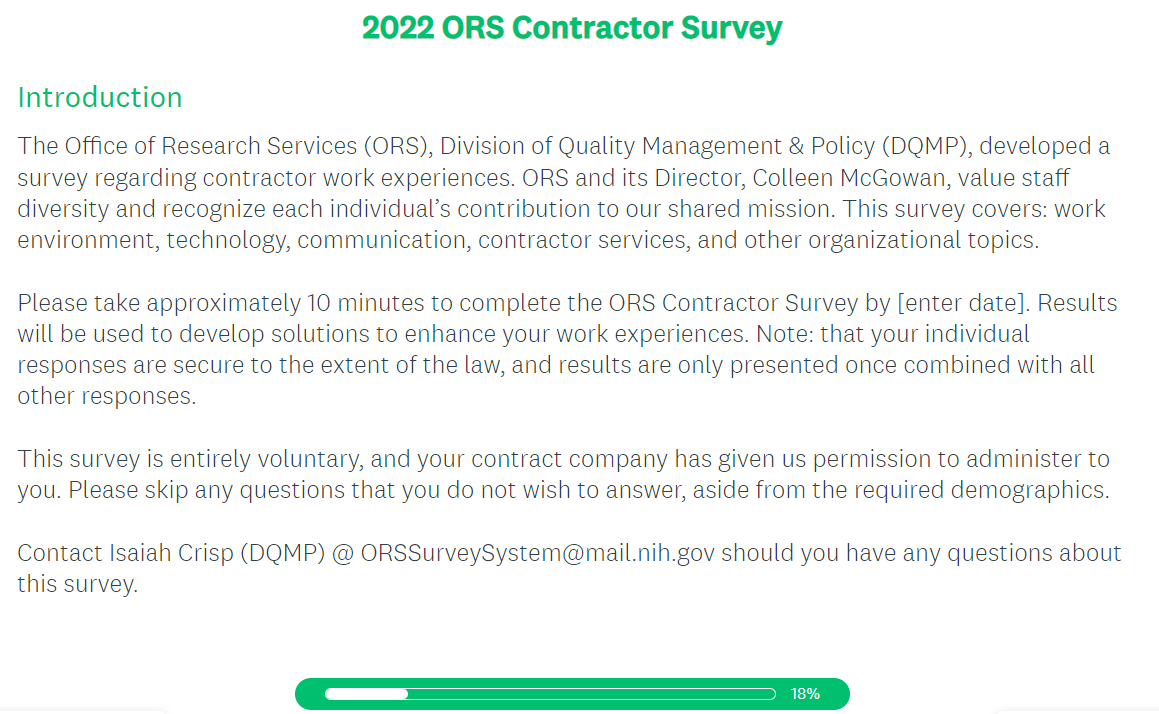 2022 ORS Contractor Survey
Introduction
The Office of Research Services (ORS), Division of Quality Management & Policy (DQMP), developed a
survey regarding contractor work experiences. ORS and its Director, Colleen McGowan, value staff
diversity and recognize each individual's contribution to our shared mission. This survey covers: work
environment, technology, communication, contractor services, and other organizational topics.
Please take approximately 10 minutes to complete the ORS Contractor Survey by [enter date]. Results
will be used to develop solutions to enhance your work experiences. Note: that your individual
responses are secure to the extent of the law, and results are only presented once combined with all
other responses.
This survey is entirely voluntary, and your contract company has given us permission to administer to
you. Please skip any questions that you do not wish to answer, aside from the required demographics.
Contact Isaiah Crisp (DQMP) @ ORSSurveySystem@mail.nih.gov should you have any questions about
this survey.
18%